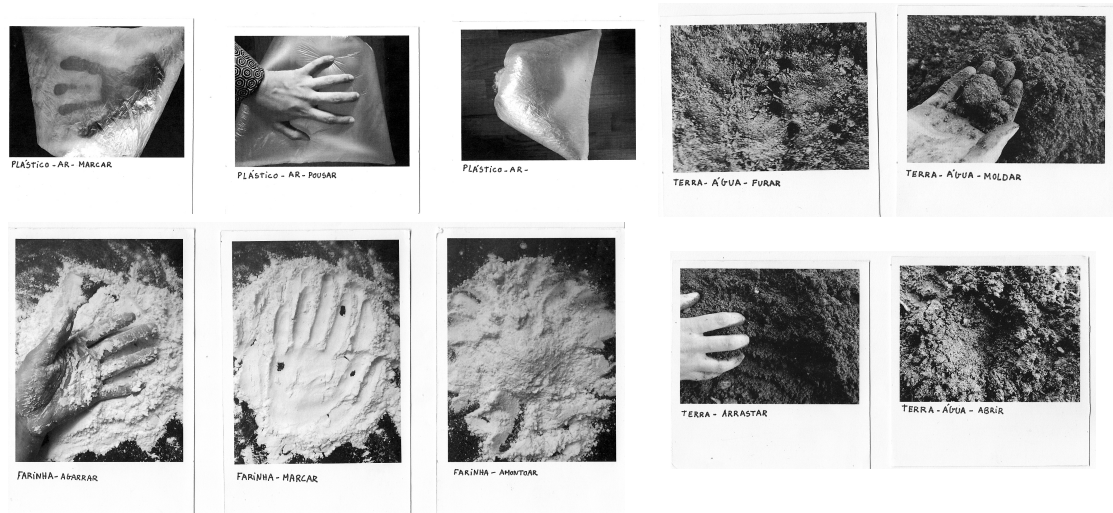 PLÁSTICO - AR - MARCAR
PLÁSTICO - AR - POUSAR
PLÁSTICO - AR -
TERRA - ÁGUA - FURAR
TERRA - ÁGUA - MOLDAR
FARINHA - AGARRAR
FARINHA - MARCAR
FARINHA - AMONTOAR
TERRA - ARRASTAR
TERRA - ÁGUA - ABRIR